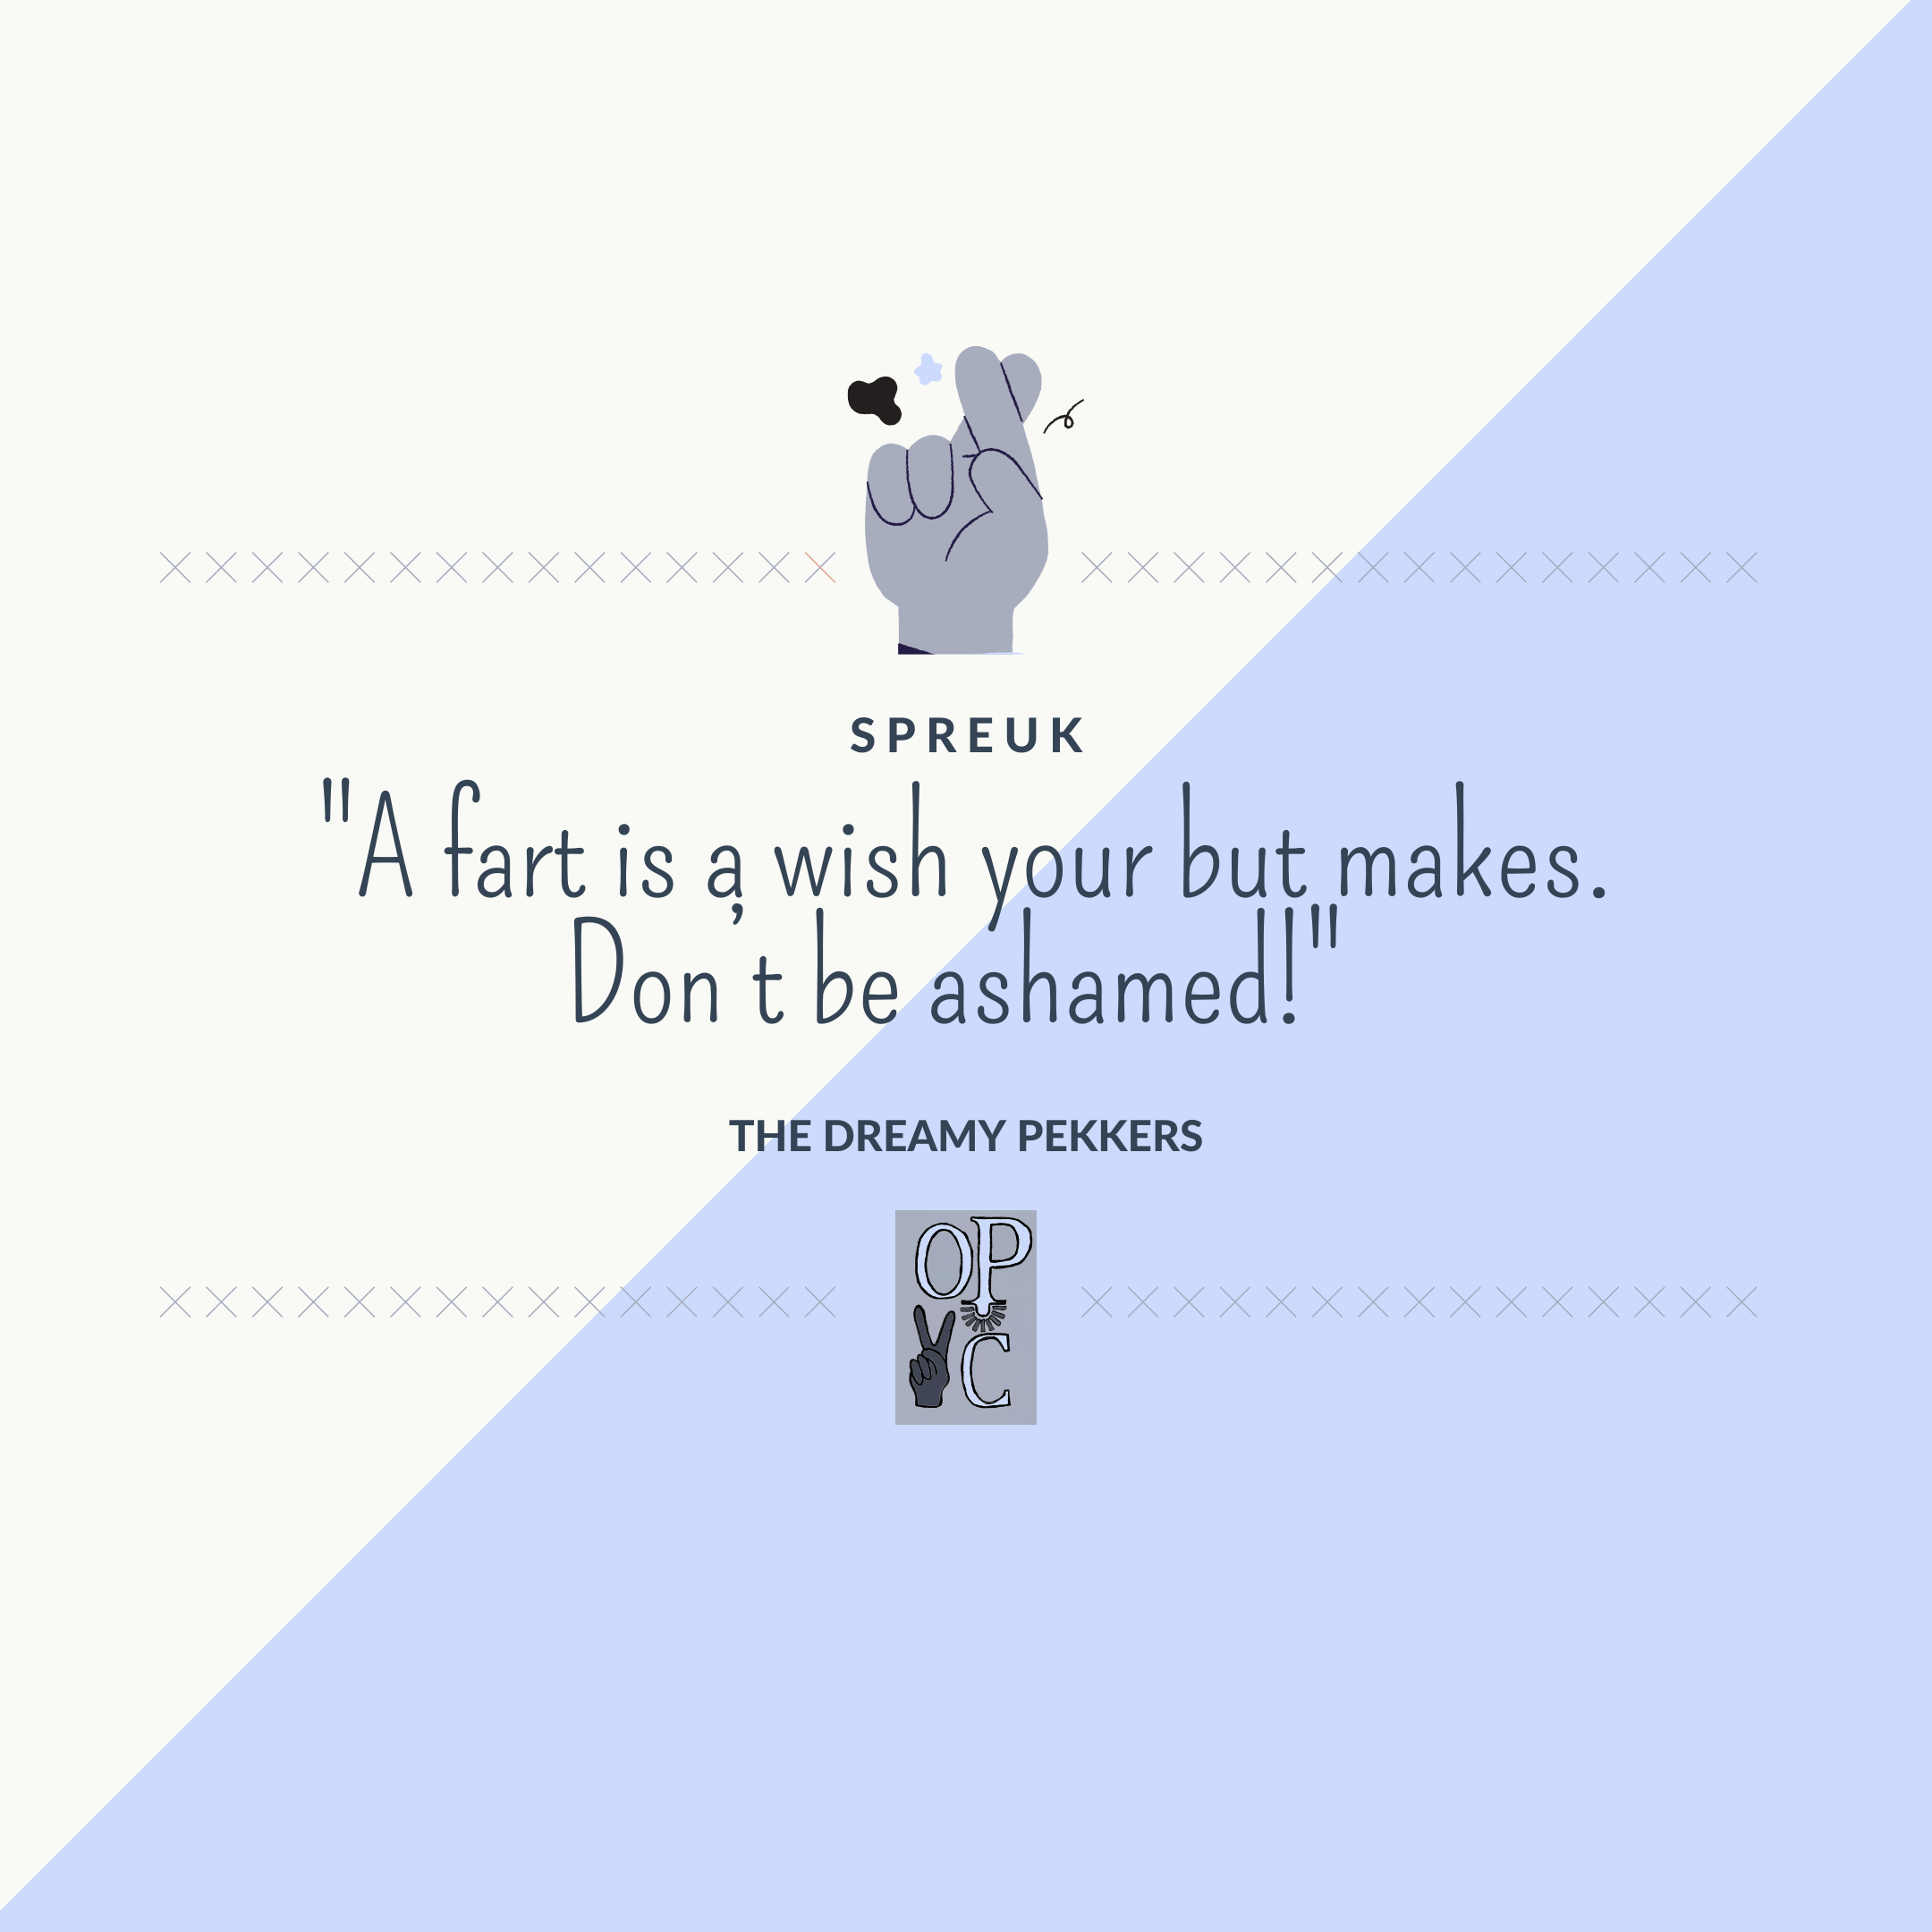 SPREUK
"A fart is a wish your but makes.
Don't be ashamed!"
THE DREAMY PEKKERS
OP
C